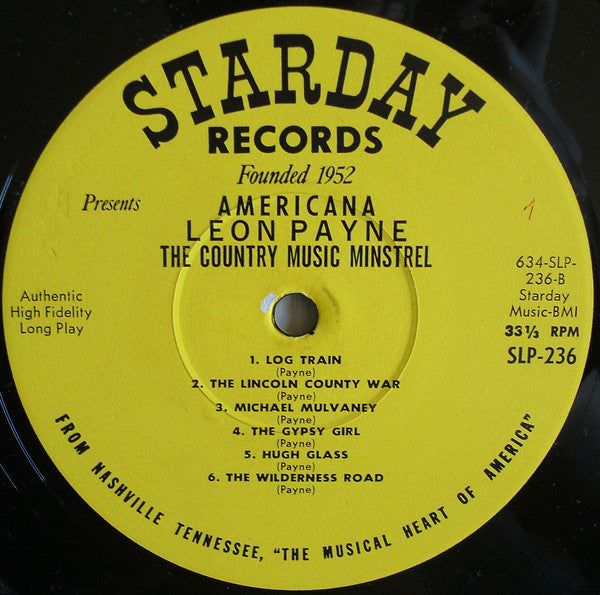 STARDAY
RECORDS
Founded 1952
Presents
AMERICANA
LEON PAYNE
THE COUNTRY MUSIC MINSTREL
1
634-SLP-
236-B
Starday
Music-BMI
33⅓ RPM
SLP-236
Authentic
High Fidelity
Long Play
1. LOG TRAIN
(Payne)
2. THE LINCOLN COUNTY WAR
(Payne)
3. MICHAEL MULVANEY
(Payne)
4. THE GYPSY GIRL
(Payne)
5. HUGH GLASS
(Payne)
6. THE WILDERNESS ROAD
(Payne)
FROM NASHVILLE TENNESSEE, "THE MUSICAL HEART OF AMERICA"